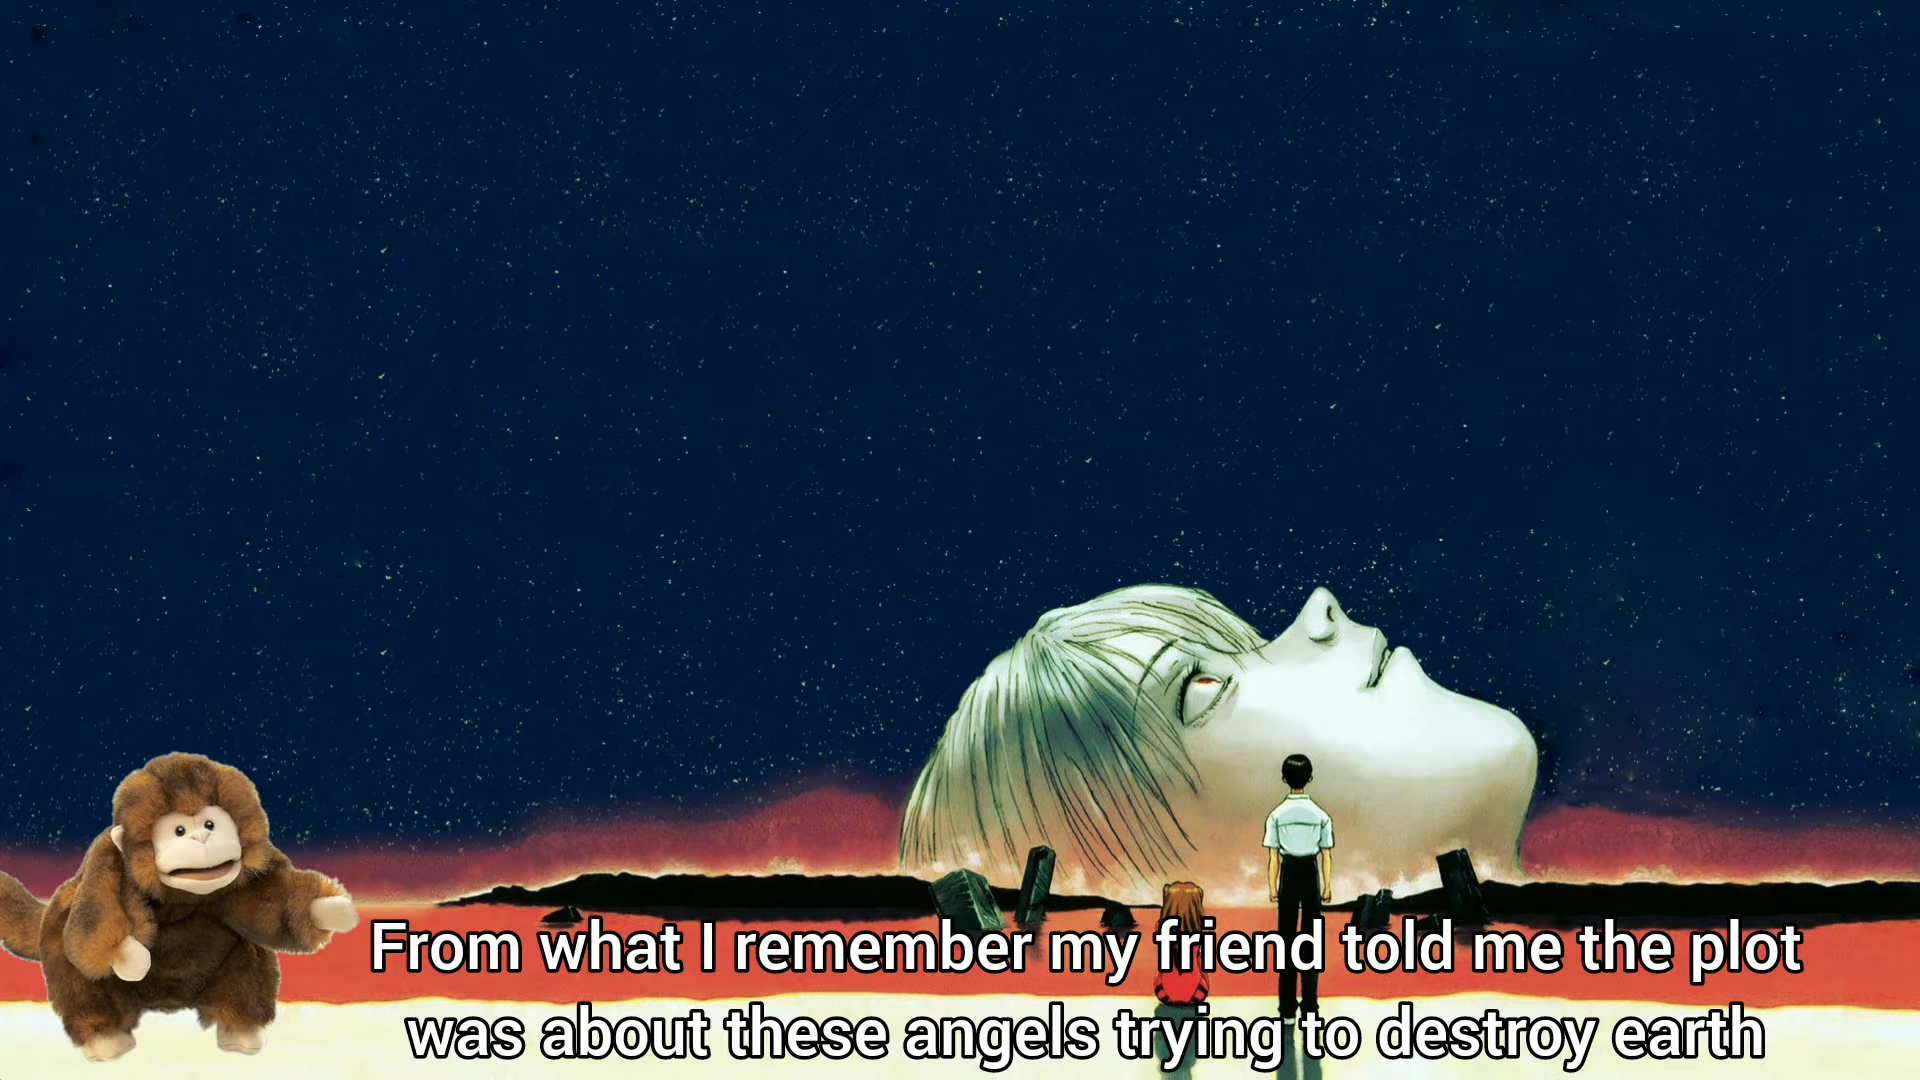 From what I remember my friend told me the plot
was about these angels trying to destroy earth